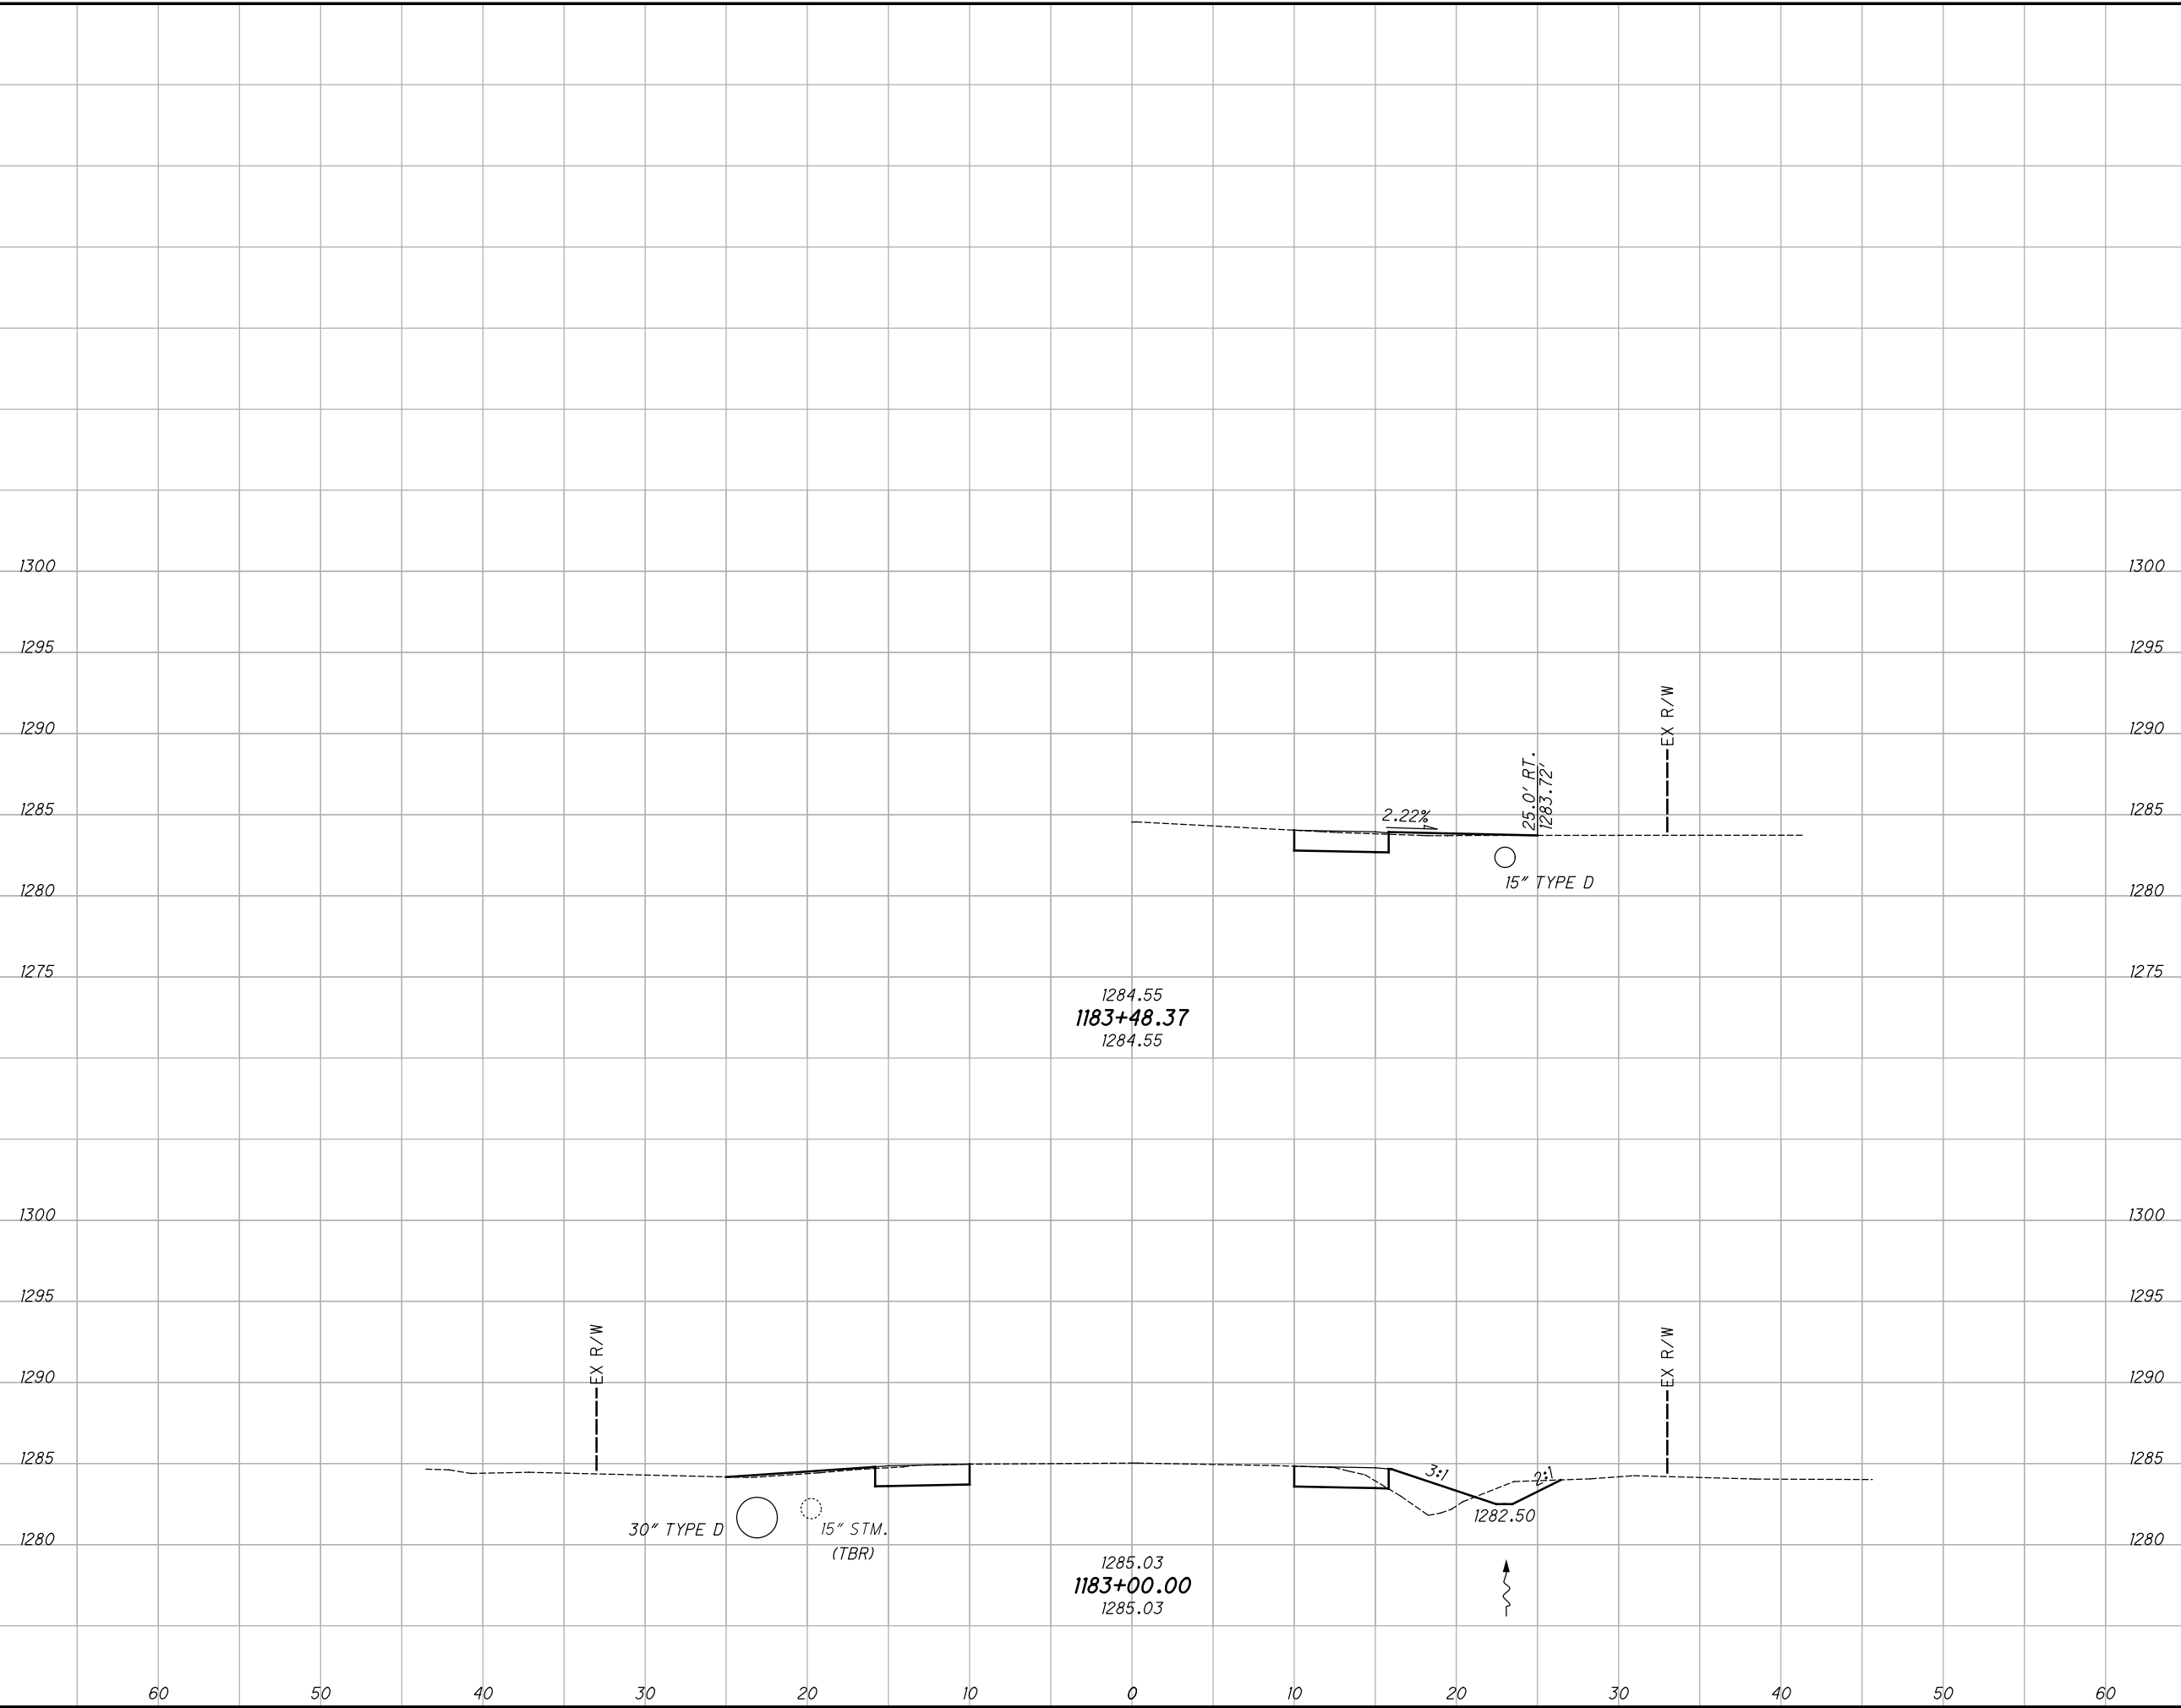 1300 1300
1295 1295
EX R/W
1290 1290
25.0' RT.
1283.72'
1285 2.22% 1285
1280 15" TYPE D 1280
1275 1275
1284.55
1183+48.37
1284.55
1300 1300
1295 1295
EX R/W EX R/W
1290 1290
1285 3:1 2:1 1285
1282.50
30" TYPE D 15" STM.
(TBR)
1280 1280
1285.03
1183+00.00
1285.03
60 50 40 30 20 10 0 10 20 30 40 50 60